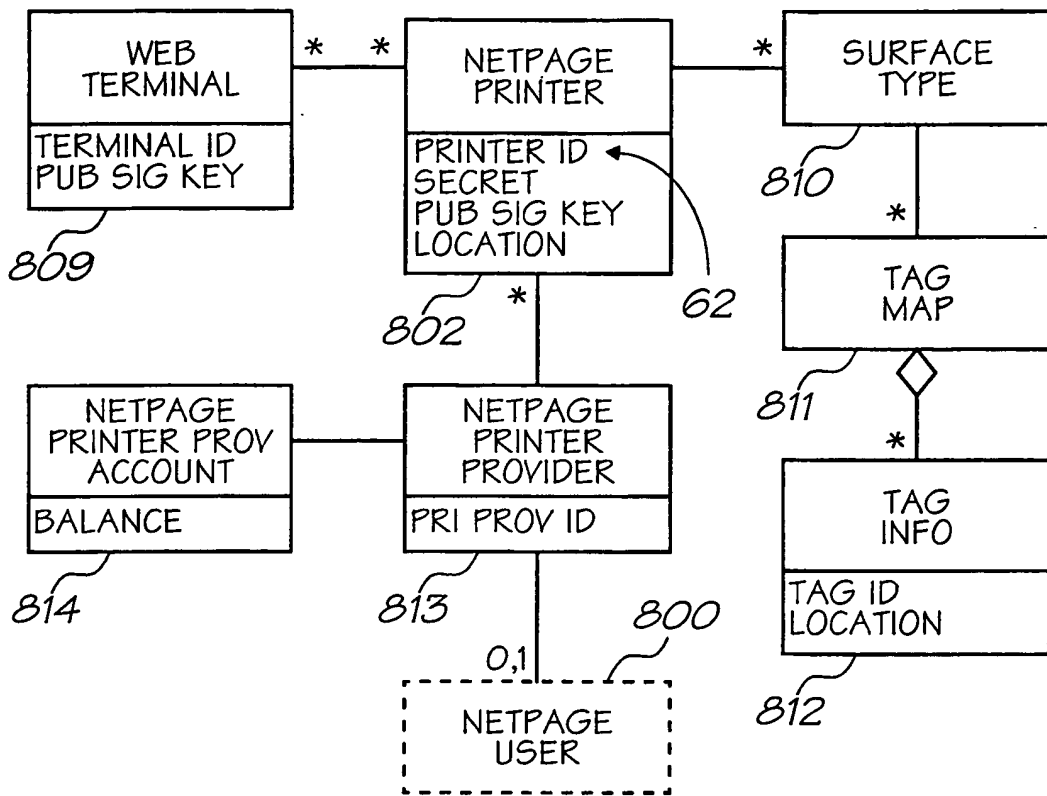 WEB
TERMINAL
TERMINAL ID
PUB SIG KEY
809
*
*
NETPAGE
PRINTER
PRINTER ID
SECRET
PUB SIG KEY
LOCATION
802
62
*
*
SURFACE
TYPE
810
*
TAG
MAP
811
*
TAG
INFO
TAG ID
LOCATION
812
NETPAGE
PRINTER PROV
ACCOUNT
BALANCE
814
NETPAGE
PRINTER
PROVIDER
PRI PROV ID
813
0,1
800
NETPAGE
USER